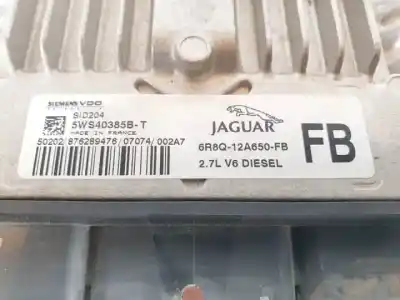 SIEMENS VDO
SID204
5WS40385B-T
MADE IN FRANCE
50202 876289476 07074 002A7
JAGUAR
6R8Q-12A650-FB
2.7L V6 DIESEL
FB